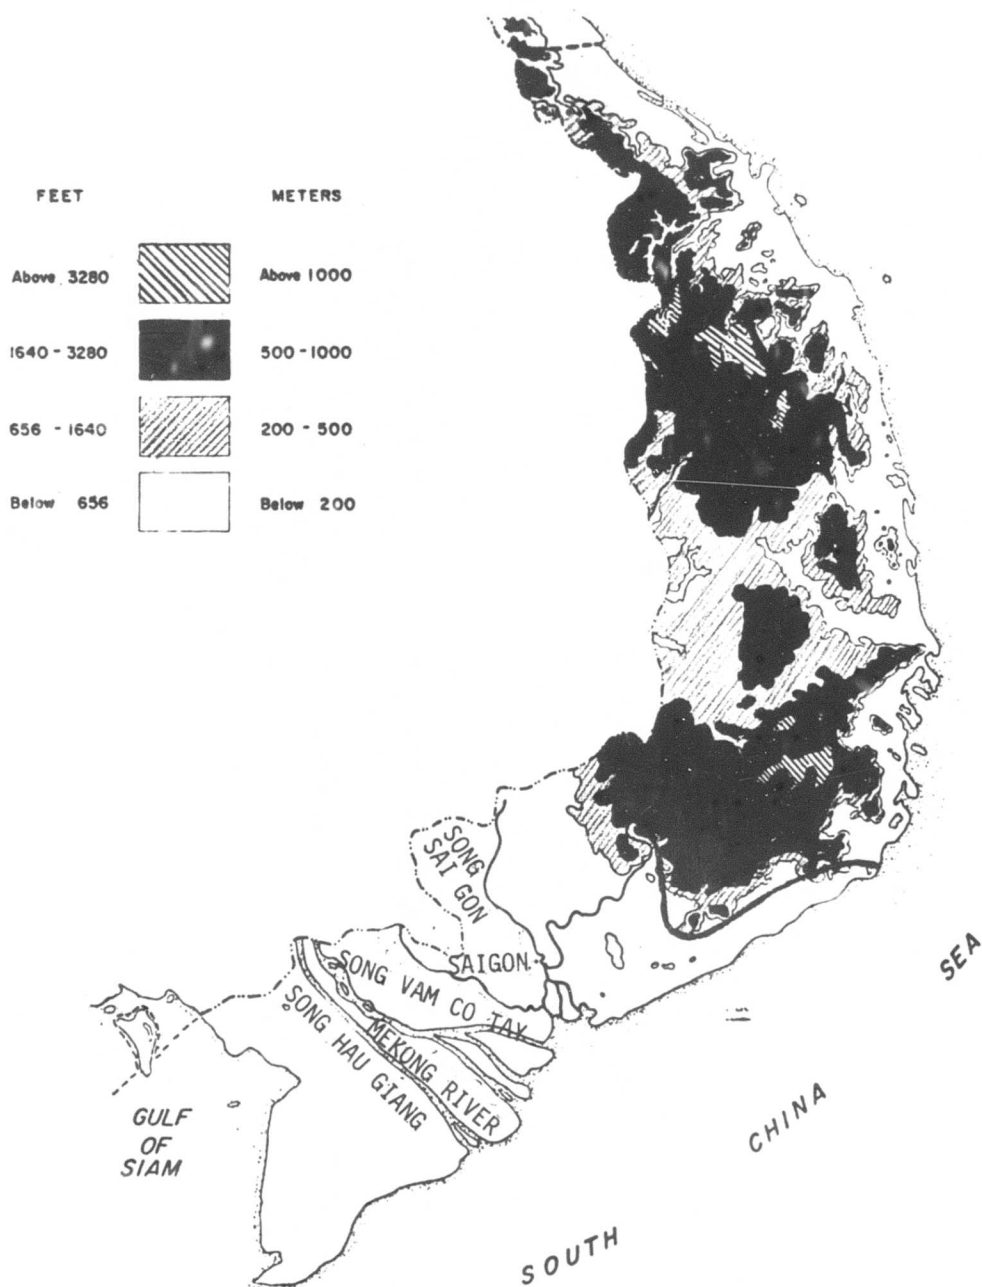 FEET METERS
Above 3280 Above 1000
1640 - 3280 500 - 1000
656 - 1640 200 - 500
Below 656 Below 200
SONG
SAI GON
SAIGON
SONG VAM CO TAY
MEKONG RIVER
SONG HAU GIANG
GULF
OF
SIAM
SOUTH CHINA SEA